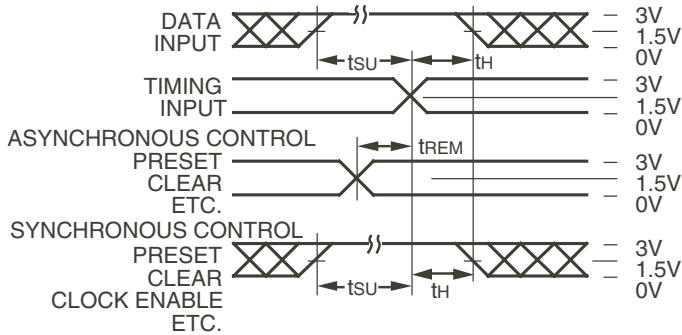 DATA
INPUT
3V
1.5V
0V
tSU
tH
TIMING
INPUT
3V
1.5V
0V
ASYNCHRONOUS CONTROL
tREM
PRESET
CLEAR
ETC.
3V
1.5V
0V
SYNCHRONOUS CONTROL
PRESET
CLEAR
CLOCK ENABLE
ETC.
3V
1.5V
0V
tSU
tH